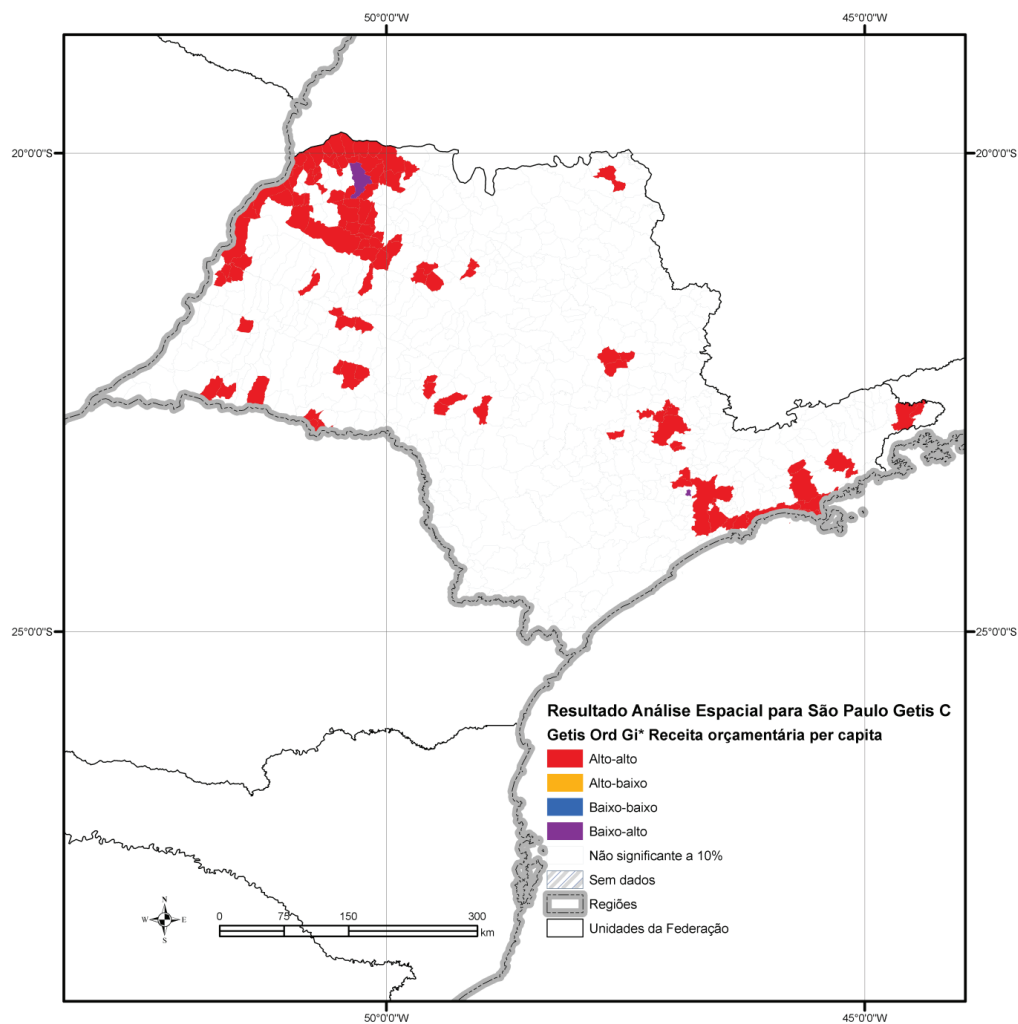 50°0'0"W 45°0'0"W
20°0'0"S 20°0'0"S
25°0'0"S 25°0'0"S
Resultado Análise Espacial para São Paulo Getis C
Getis Ord Gi* Receita orçamentária per capita
Alto-alto
Alto-baixo
Baixo-baixo
Baixo-alto
Não significante a 10%
Sem dados
Regiões
Unidades da Federação
N
W E
S
0 75 150 300
km
50°0'0"W 45°0'0"W